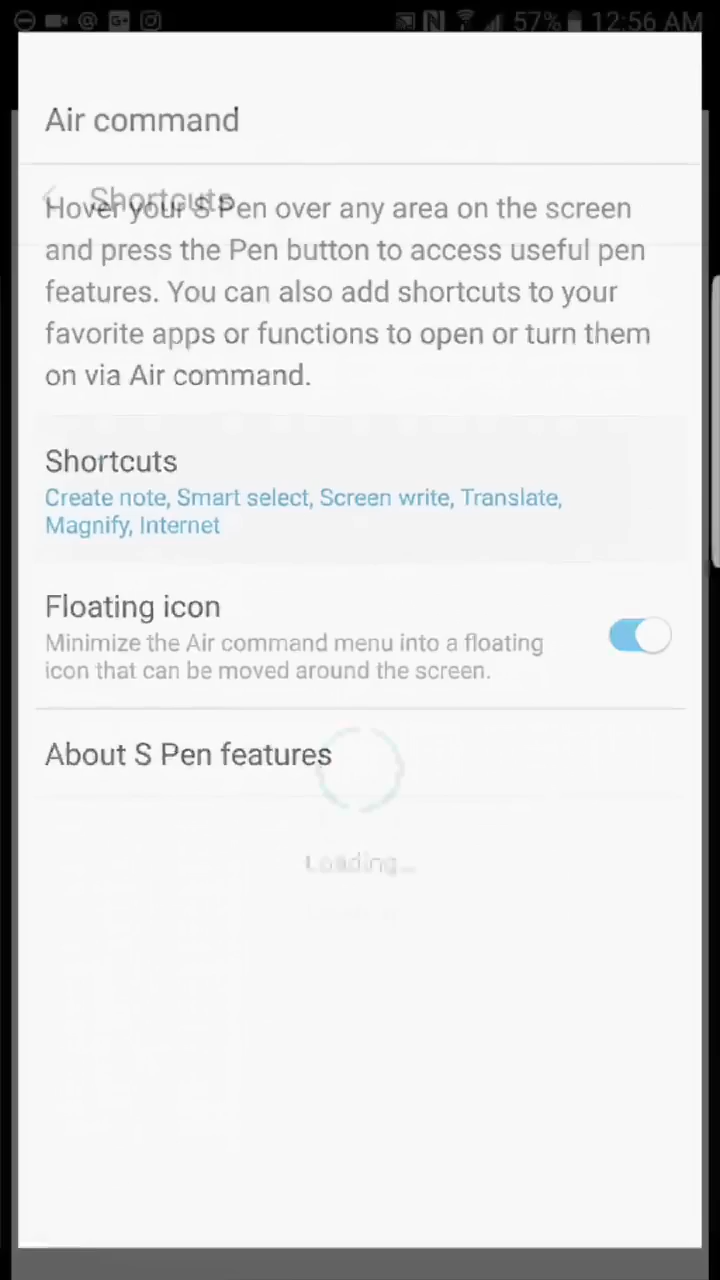 57% 12:56 AM
Air command
Shortcuts
Hover your S Pen over any area on the screen
and press the Pen button to access useful pen
features. You can also add shortcuts to your
favorite apps or functions to open or turn them
on via Air command.
Shortcuts
Create note, Smart select, Screen write, Translate,
Magnify, Internet
Floating icon
Minimize the Air command menu into a floating
icon that can be moved around the screen.
About S Pen features
Loading...